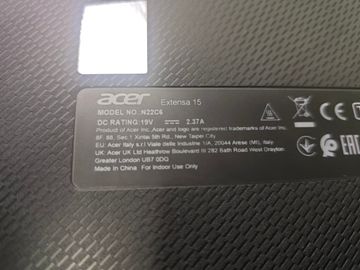 acer Extensa 15
MODEL NO. N22C6
DC RATING:19V 2.37A
Product of Acer Inc. Acer and logo are registered trademarks of Acer Inc.
8F, 88, Sec.1 Xintai 5th Rd., New Taipei City
EU: Acer Italy s.r.l Viale delle Industrie 1/A, 20044 Arese (MI), Italy
UK: Acer UK Ltd Heathrow Boulevard III 282 Bath Road West Drayton,
Greater London UB7 0DQ
Made in China For Indoor Use Only
CE
EAC